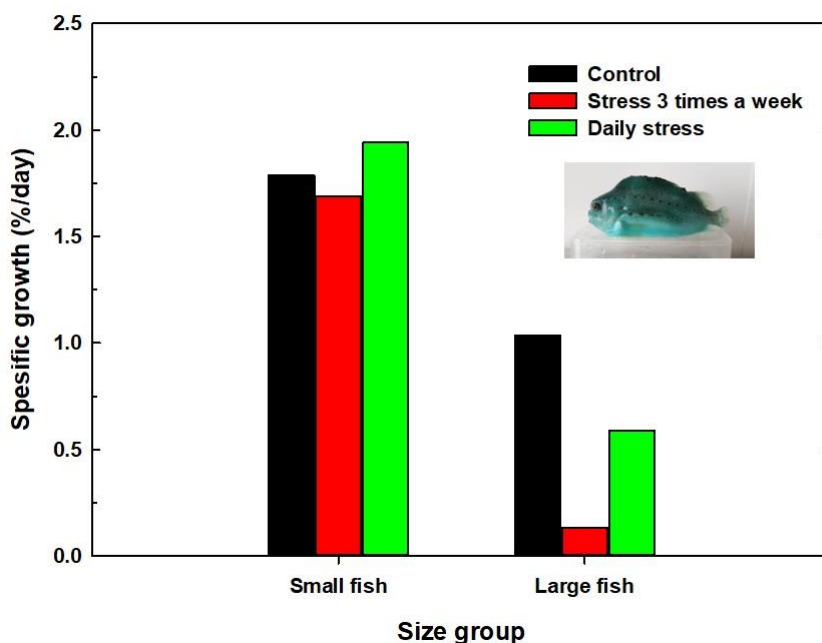 2.5
2.0
1.5
1.0
0.5
0.0
Spesific growth (%/day)
Control
Stress 3 times a week
Daily stress
Small fish
Large fish
Size group